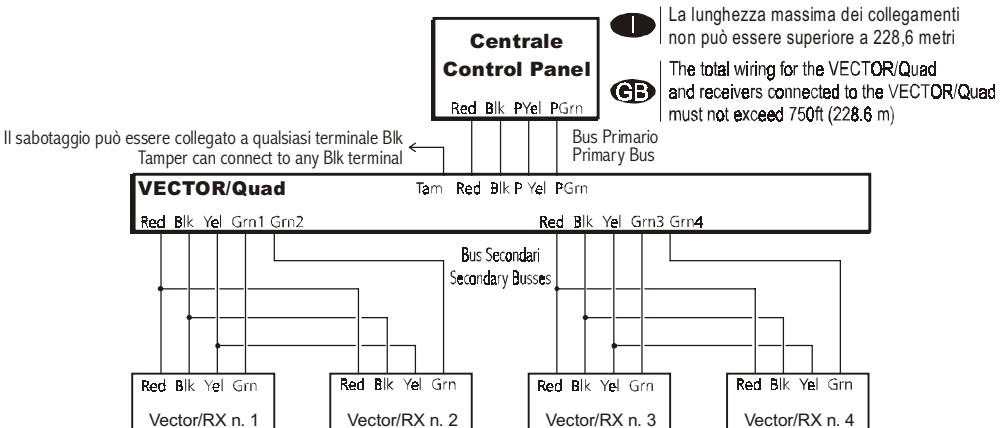 Centrale
Control Panel
Red Blk PYel PGrn
I
La lunghezza massima dei collegamenti
non può essere superiore a 228,6 metri
GB
The total wiring for the VECTOR/Quad
and receivers connected to the VECTOR/Quad
must not exceed 750ft (228.6 m)
Il sabotaggio può essere collegato a qualsiasi terminale Blk
Tamper can connect to any Blk terminal
Bus Primario
Primary Bus
VECTOR/Quad
Tam Red Blk P Yel PGrn
Red Blk Yel Grn1 Grn2
Red Blk Yel Grn3 Grn4
Bus Secondari
Secondary Busses
Red Blk Yel Grn
Vector/RX n. 1
Red Blk Yel Grn
Vector/RX n. 2
Red Blk Yel Grn
Vector/RX n. 3
Red Blk Yel Grn
Vector/RX n. 4